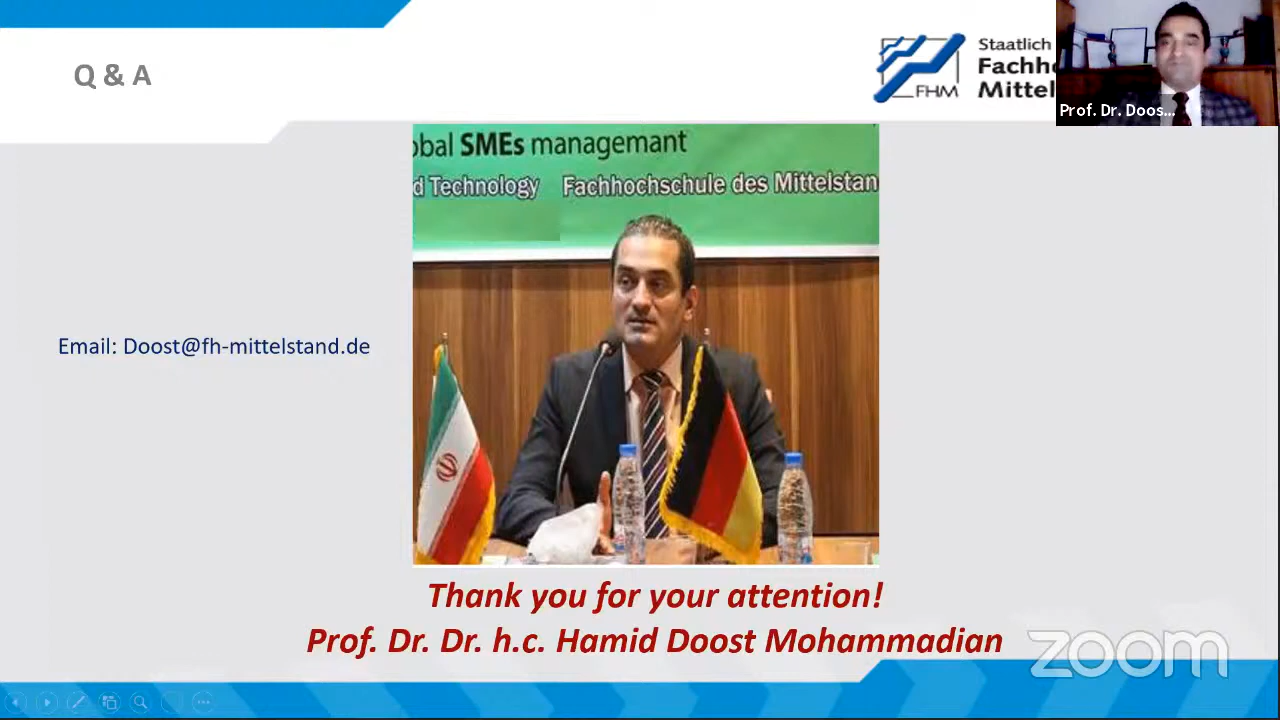 Q & A
FHM
Staatlich
Fachho
Mittel
Prof. Dr. Doos...
obal SMEs managemant
d Technology Fachhochschule des Mittelstan
Email: Doost@fh-mittelstand.de
Thank you for your attention!
Prof. Dr. Dr. h.c. Hamid Doost Mohammadian
zoom